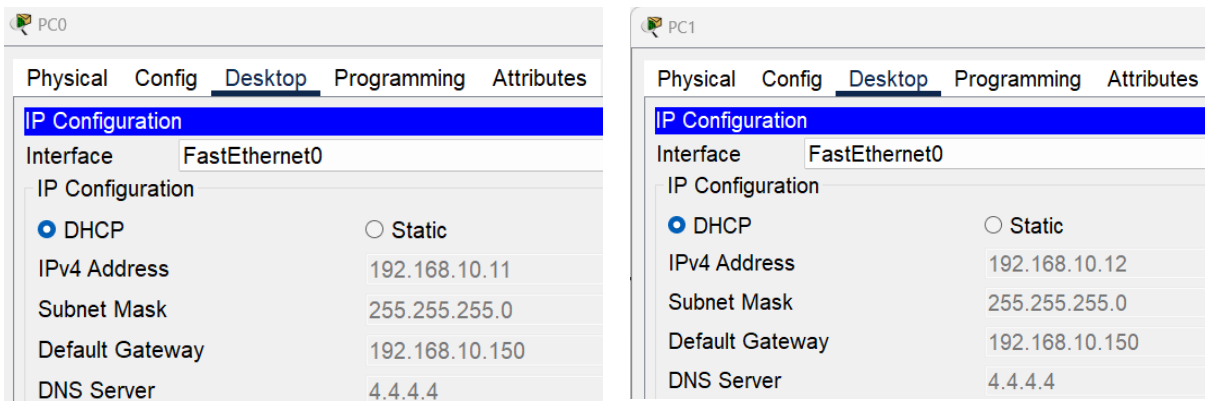 PC0
Physical Config Desktop Programming Attributes
IP Configuration
Interface FastEthernet0
IP Configuration
DHCP Static
IPv4 Address 192.168.10.11
Subnet Mask 255.255.255.0
Default Gateway 192.168.10.150
DNS Server 4.4.4.4
PC1
Physical Config Desktop Programming Attributes
IP Configuration
Interface FastEthernet0
IP Configuration
DHCP Static
IPv4 Address 192.168.10.12
Subnet Mask 255.255.255.0
Default Gateway 192.168.10.150
DNS Server 4.4.4.4